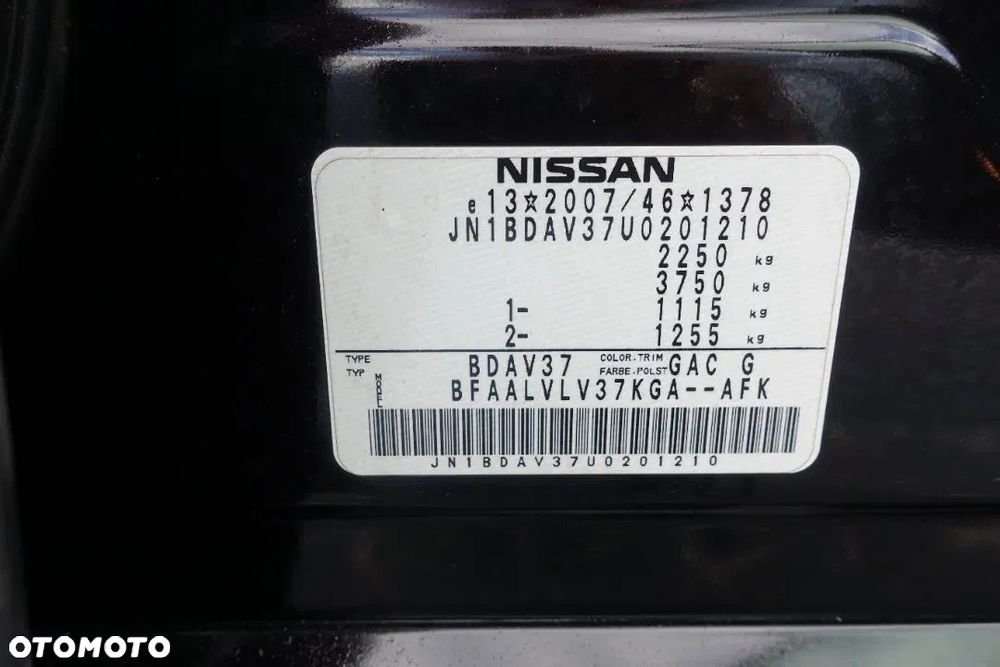 NISSAN
e13☆2007/46☆1378
JN1BDAV37U0201210
2250 kg
3750 kg
1- 1115 kg
2- 1255 kg
TYPE BDAV37 COLOR.TRIM GAC G
TYP FARBE.POLST
MODEL BFAALVLV37KGA--AFK
JN1BDAV37U0201210
OTOMOTO